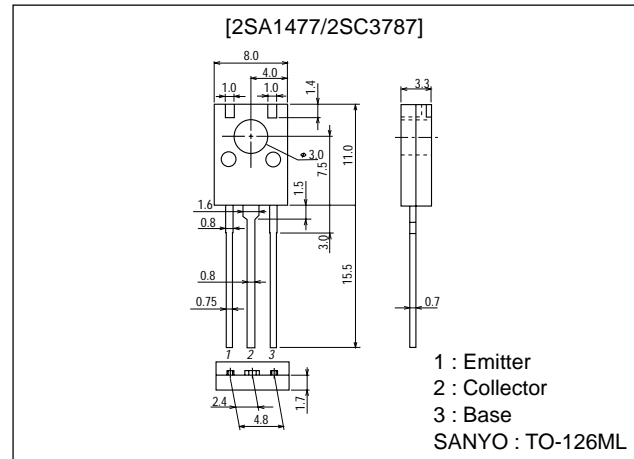 [2SA1477/2SC3787]
8.0
4.0
3.3
1.0
1.0
1.4
ø3.0
7.5
11.0
1.6
1.5
0.8
3.0
0.8
15.5
0.75
0.7
1 2 3
1.7
2.4
4.8
1 : Emitter
2 : Collector
3 : Base
SANYO : TO-126ML